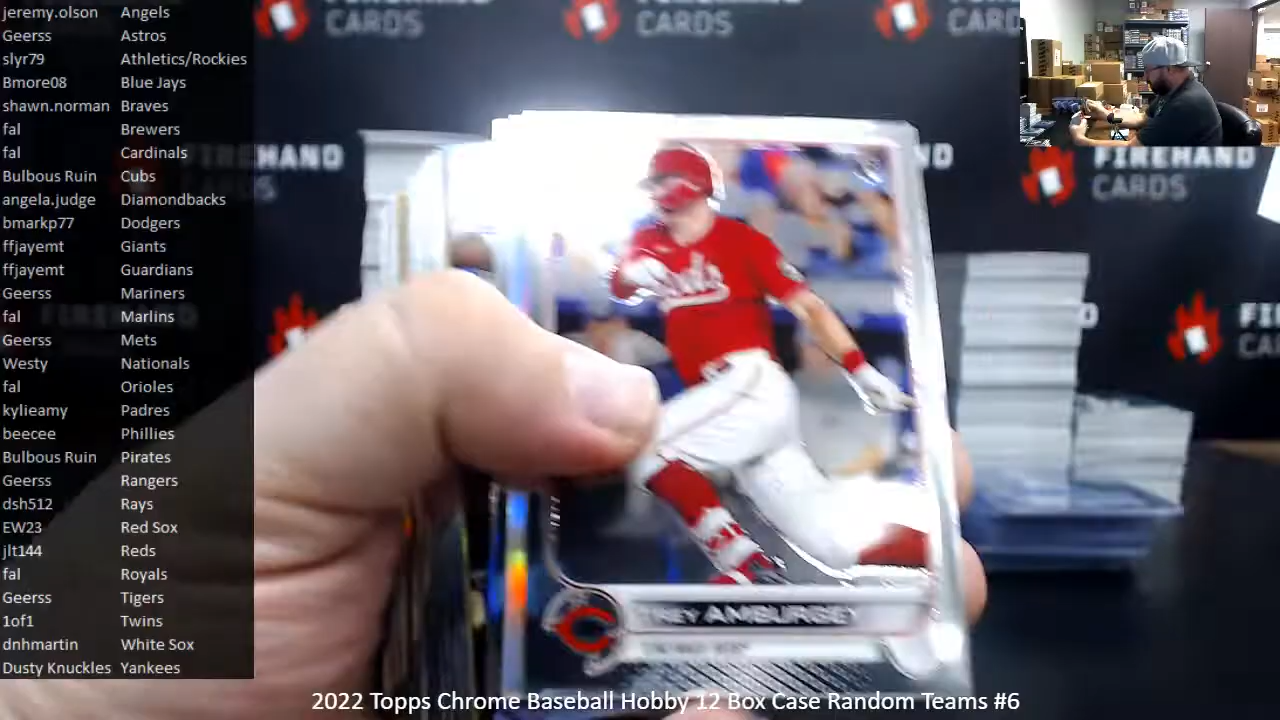 jeremy.olson Angels
Geerss Astros
slyr79 Athletics/Rockies
Bmore08 Blue Jays
shawn.norman Braves
fal Brewers
fal Cardinals
Bulbous Ruin Cubs
angela.judge Diamondbacks
bmarkp77 Dodgers
ffjayemt Giants
ffjayemt Guardians
Geerss Mariners
fal Marlins
Geerss Mets
Westy Nationals
fal Orioles
kylieamy Padres
beecee Phillies
Bulbous Ruin Pirates
Geerss Rangers
dsh512 Rays
EW23 Red Sox
jlt144 Reds
fal Royals
Geerss Tigers
1of1 Twins
dnhmartin White Sox
Dusty Knuckles Yankees
CARDS
CARDS
CARD
FIREHAND
FIREHAND
CARDS
Reds
TREY AMBURGEY
2022 Topps Chrome Baseball Hobby 12 Box Case Random Teams #6